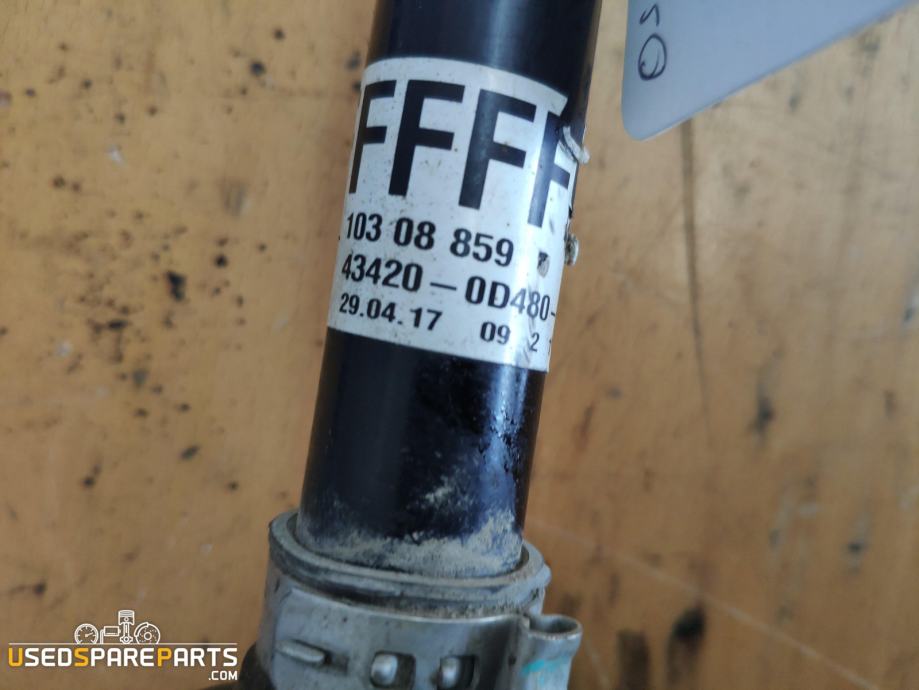 FFFF
103 08 859
43420-0D480-
29.04.17 09 2
USEDSPAREPARTS
.COM